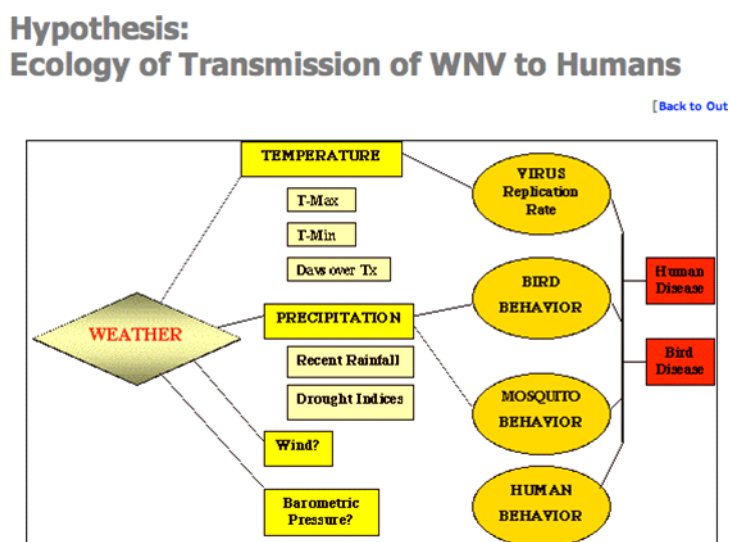 Hypothesis:
Ecology of Transmission of WNV to Humans
[Back to Out
TEMPERATURE
T-Max
T-Min
Days over Tx
VIRUS
Replication
Rate
Human
Disease
BIRD
BEHAVIOR
WEATHER
PRECIPITATION
Recent Rainfall
Drought Indices
Bird
Disease
MOSQUITO
BEHAVIOR
Wind?
HUMAN
BEHAVIOR
Barometric
Pressure?